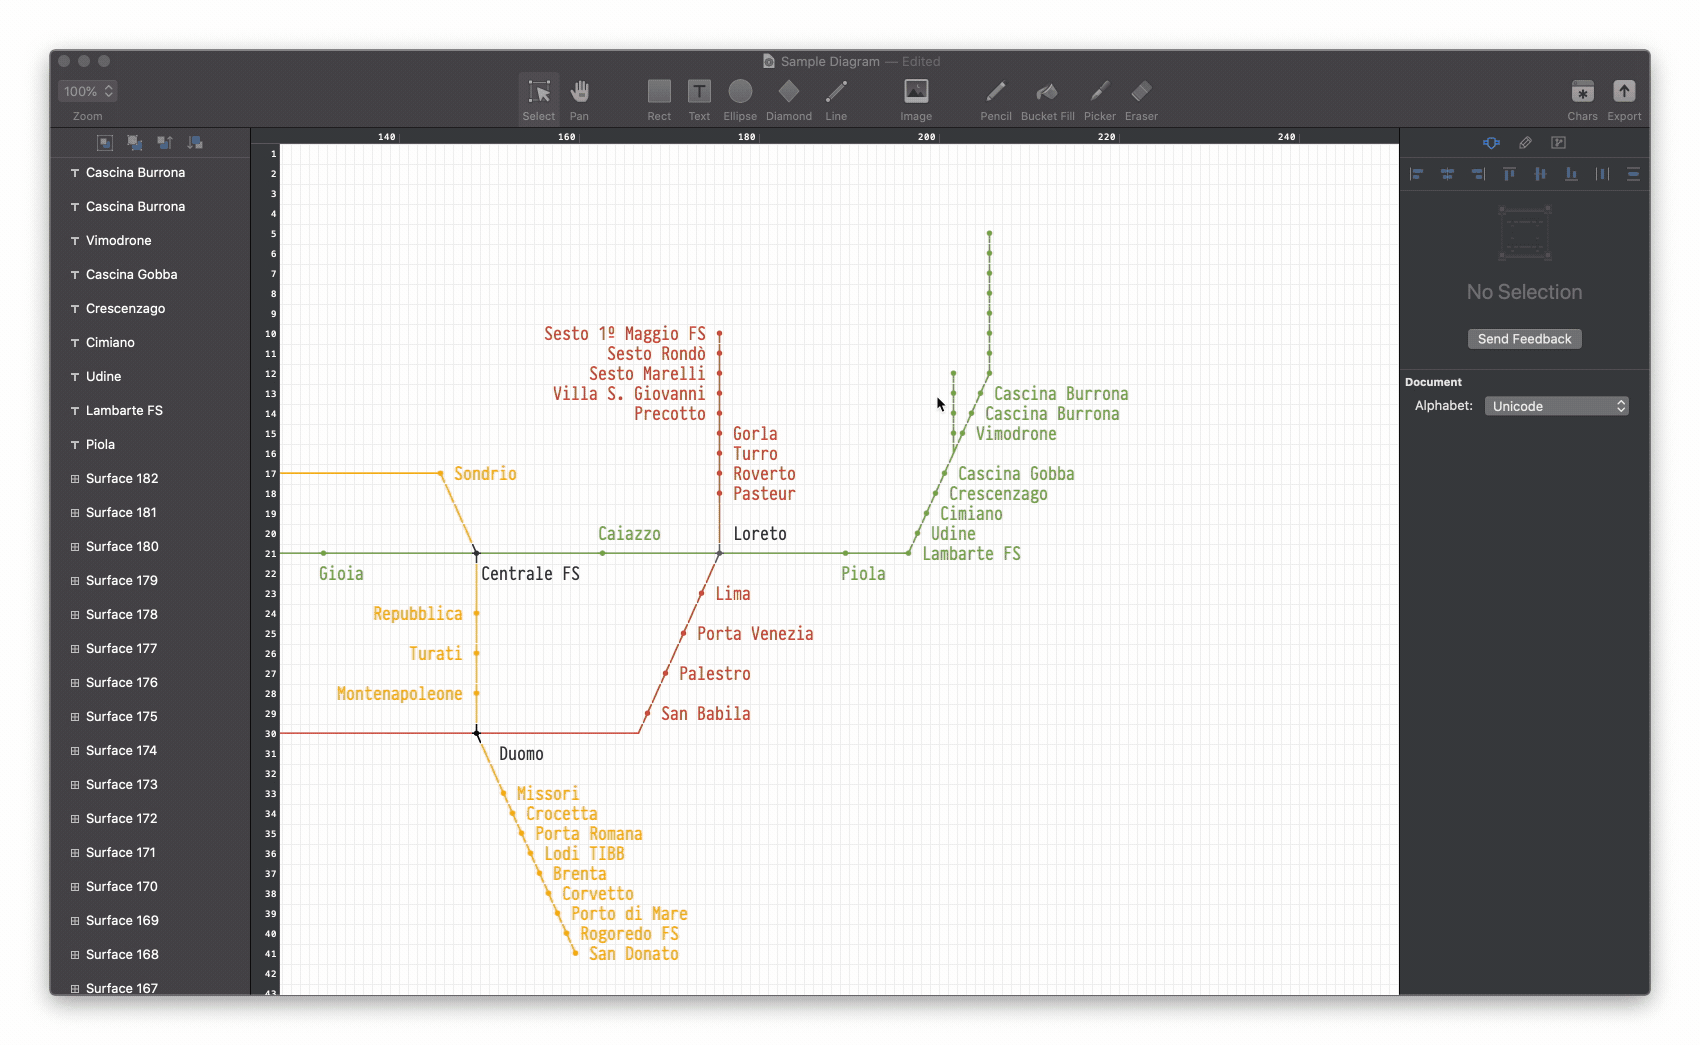 Sample Diagram — Edited
100%
Zoom
Select
Pan
Rect
Text
Ellipse
Diamond
Line
Image
Pencil
Bucket Fill
Picker
Eraser
Chars
Export
Cascina Burrona
Cascina Burrona
Vimodrone
Cascina Gobba
Crescenzago
Cimiano
Udine
Lambarte FS
Piola
Surface 182
Surface 181
Surface 180
Surface 179
Surface 178
Surface 177
Surface 176
Surface 175
Surface 174
Surface 173
Surface 172
Surface 171
Surface 170
Surface 169
Surface 168
Surface 167
140 160 180 200 220 240
1
2
3
4
5
6
7
8
9
10
11
12
13
14
15
16
17
18
19
20
21
22
23
24
25
26
27
28
29
30
31
32
33
34
35
36
37
38
39
40
41
42
43
Sesto 1º Maggio FS
Sesto Rondò
Sesto Marelli
Villa S. Giovanni
Precotto
Gorla
Turro
Roverto
Pasteur
Loreto
Sondrio
Caiazzo
Gioia
Centrale FS
Piola
Cascina Burrona
Cascina Burrona
Vimodrone
Cascina Gobba
Crescenzago
Cimiano
Udine
Lambarte FS
Lima
Porta Venezia
Palestro
San Babila
Repubblica
Turati
Montenapoleone
Duomo
Missori
Crocetta
Porta Romana
Lodi TIBB
Brenta
Corvetto
Porto di Mare
Rogoredo FS
San Donato
No Selection
Send Feedback
Document
Alphabet: Unicode